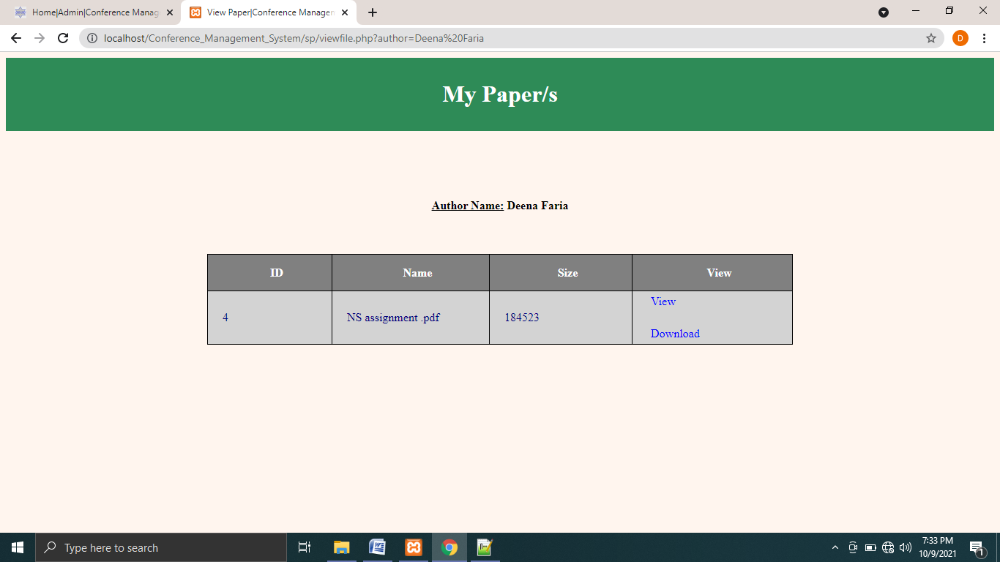 Home|Admin|Conference Manag
View Paper|Conference Managen
localhost/Conference_Management_System/sp/viewfile.php?author=Deena%20Faria
D
My Paper/s
Author Name: Deena Faria
ID Name Size View
4 NS assignment .pdf 184523 View
Download
Type here to search
7:33 PM
10/9/2021
1